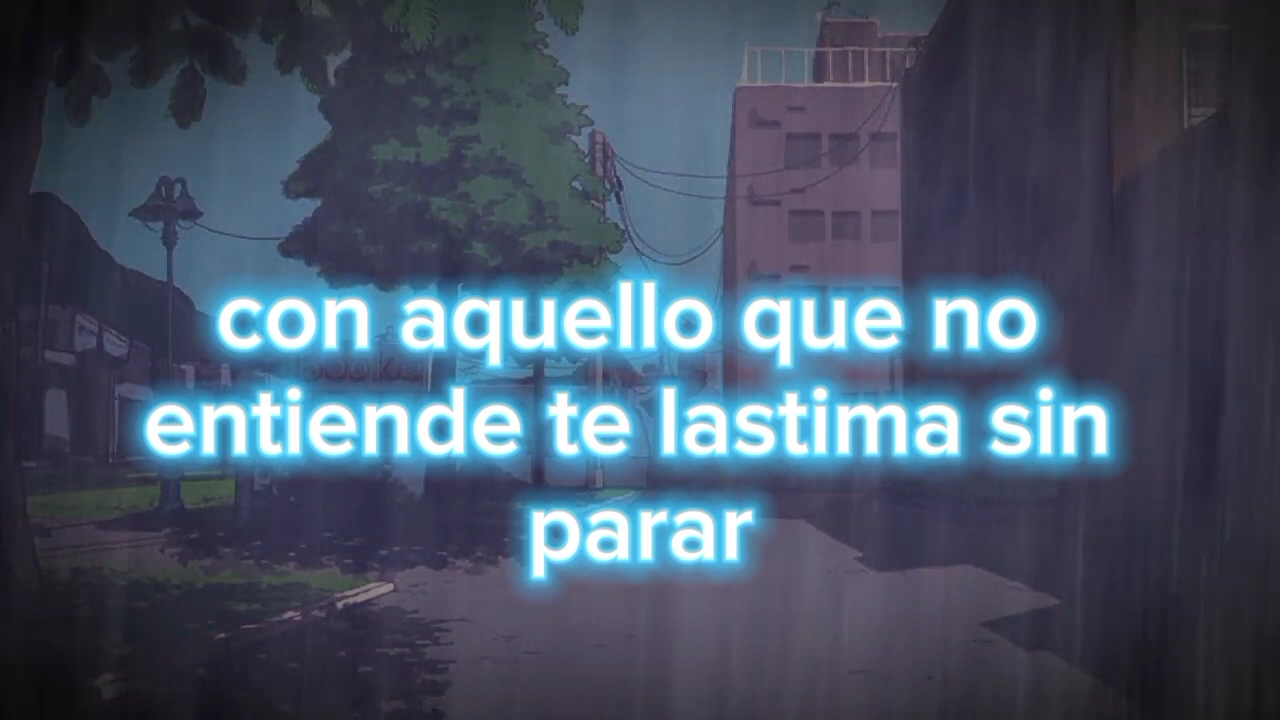 con aquello que no
entiende te lastima sin
parar